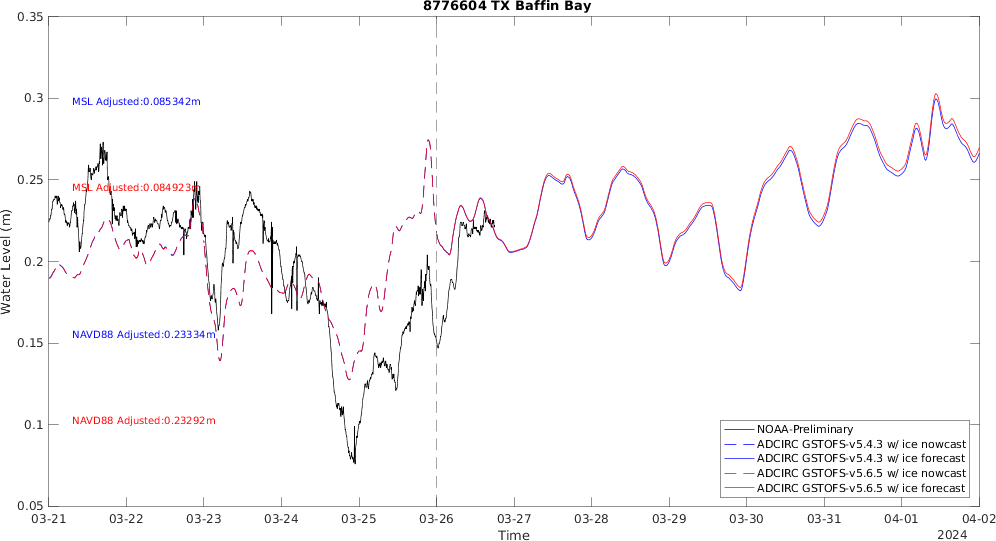 8776604 TX Baffin Bay
Water Level (m)
0.35
0.3
0.25
0.2
0.15
0.1
0.05
MSL Adjusted:0.085342m
MSL Adjusted:0.084923m
NAVD88 Adjusted:0.23334m
NAVD88 Adjusted:0.23292m
NOAA-Preliminary
ADCIRC GSTOFS-v5.4.3 w/ ice nowcast
ADCIRC GSTOFS-v5.4.3 w/ ice forecast
ADCIRC GSTOFS-v5.6.5 w/ ice nowcast
ADCIRC GSTOFS-v5.6.5 w/ ice forecast
03-21 03-22 03-23 03-24 03-25 03-26 03-27 03-28 03-29 03-30 03-31 04-01 04-02
Time
2024